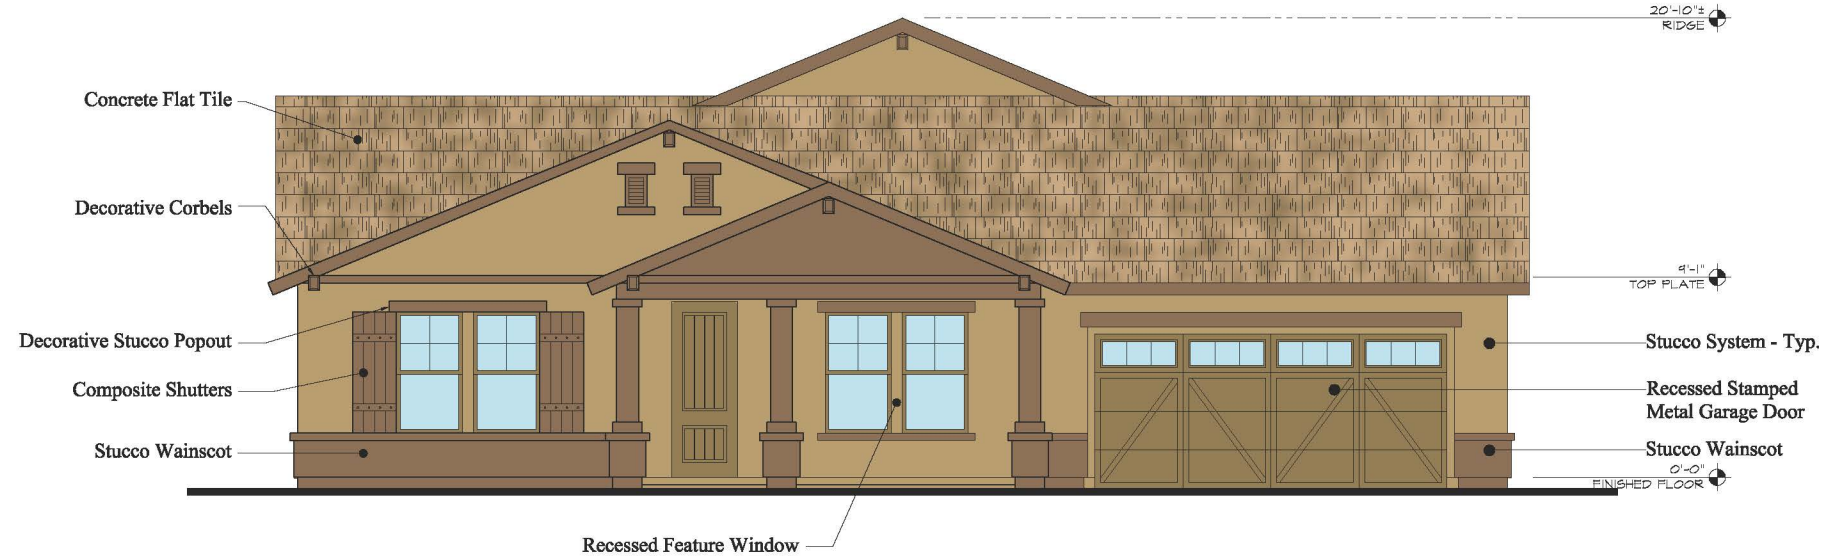 20'-10"±
RIDGE
Concrete Flat Tile
Decorative Corbels
9'-1"
TOP PLATE
Decorative Stucco Popout
Stucco System - Typ.
Composite Shutters
Recessed Stamped
Metal Garage Door
Stucco Wainscot
Stucco Wainscot
0'-0"
FINISHED FLOOR
Recessed Feature Window